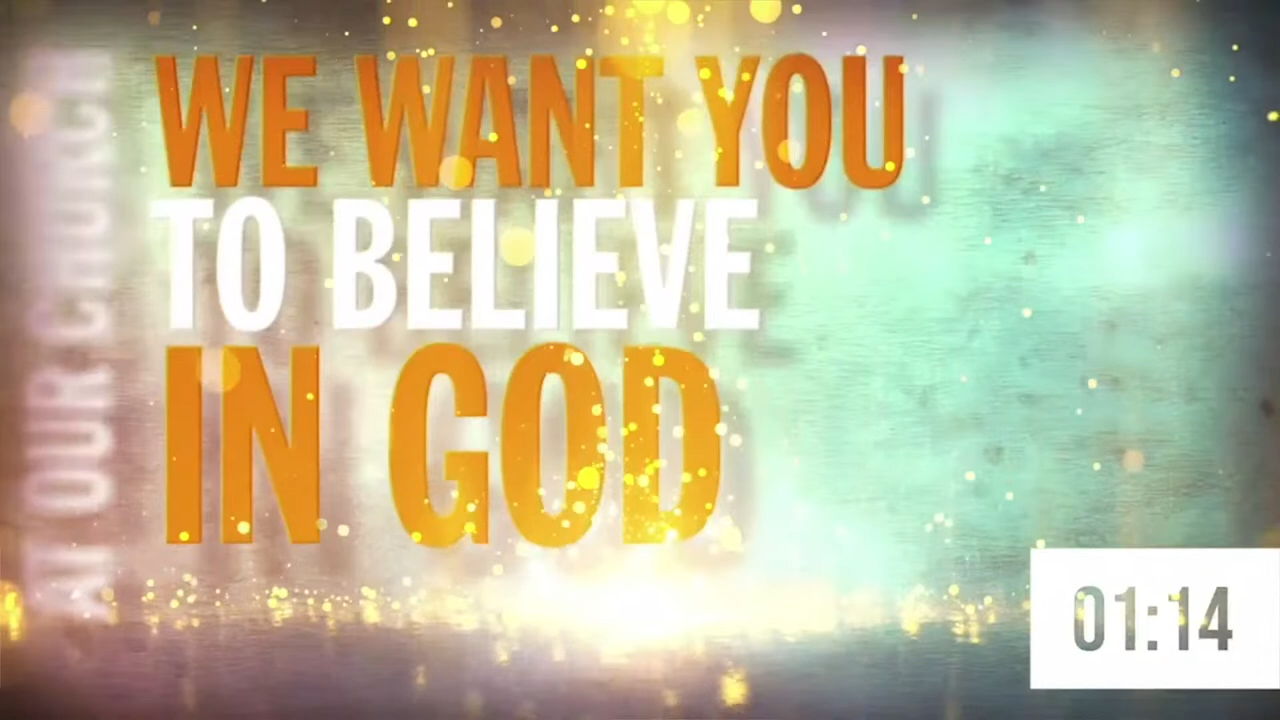 AT OUR CHURCH
WE WANT YOU
TO BELIEVE
IN GOD
01:14